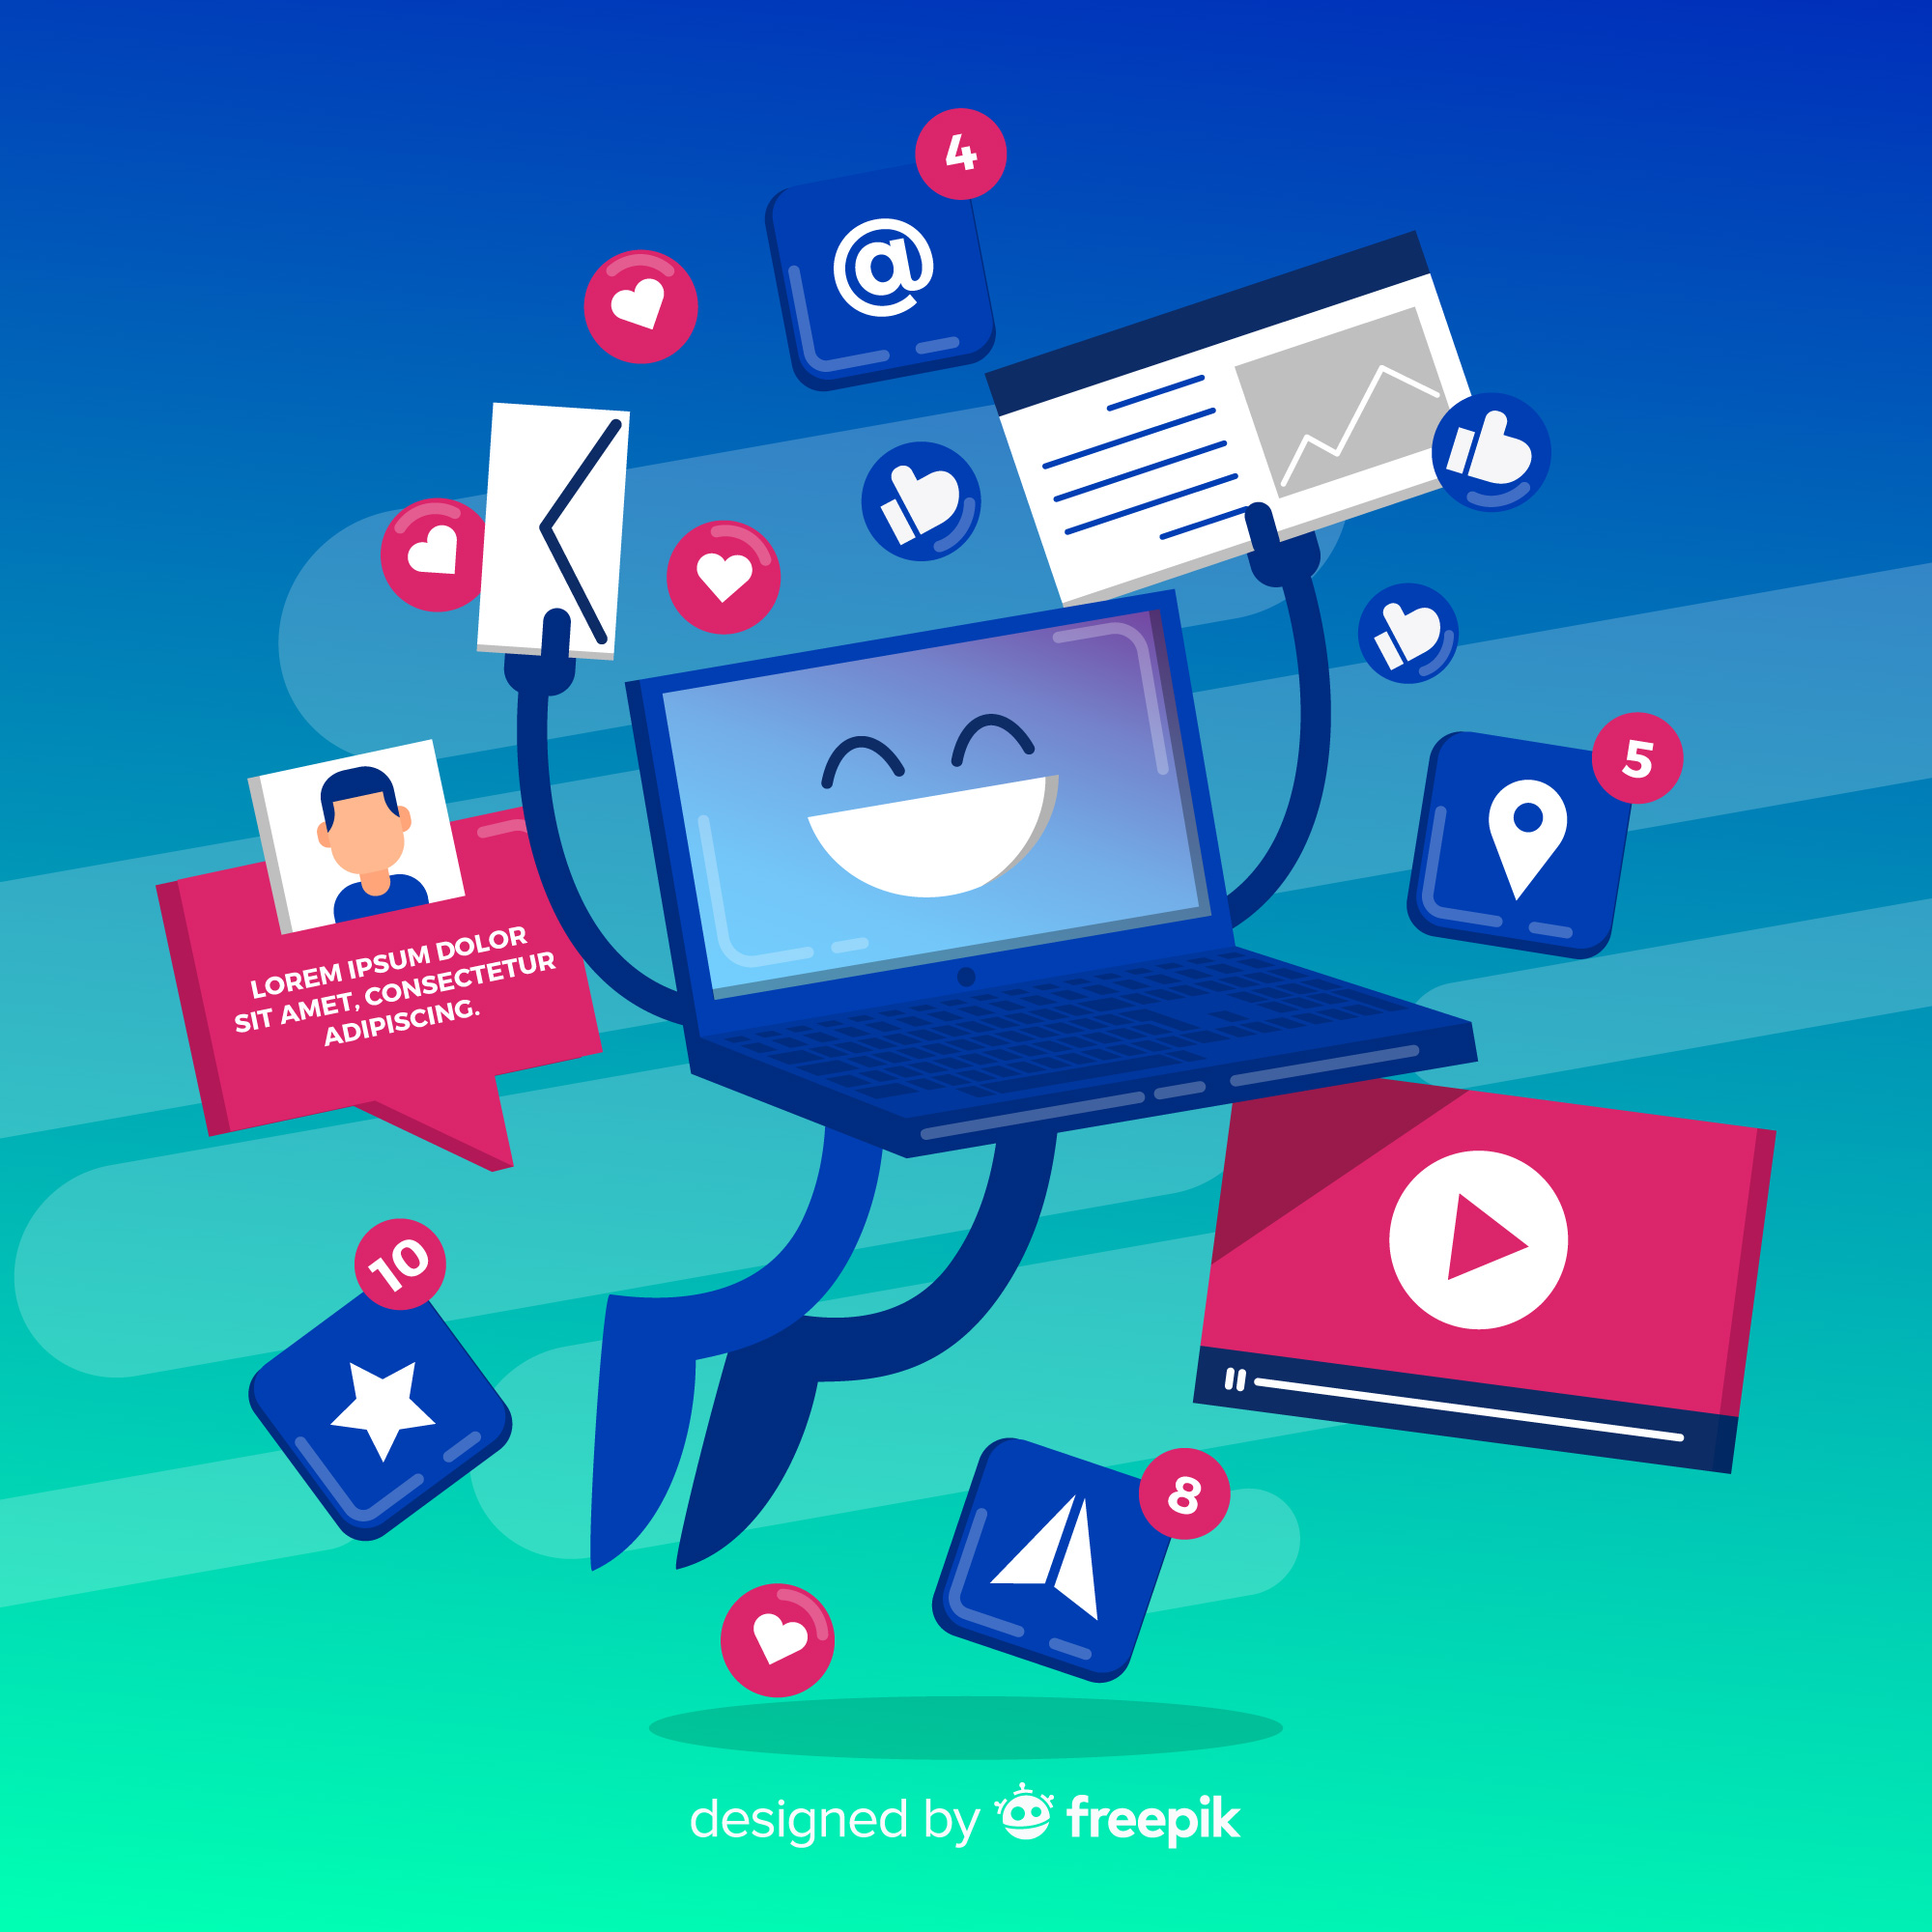 4
@
5
LOREM IPSUM DOLOR
SIT AMET, CONSECTETUR
ADIPISCING.
10
8
designed by freepik